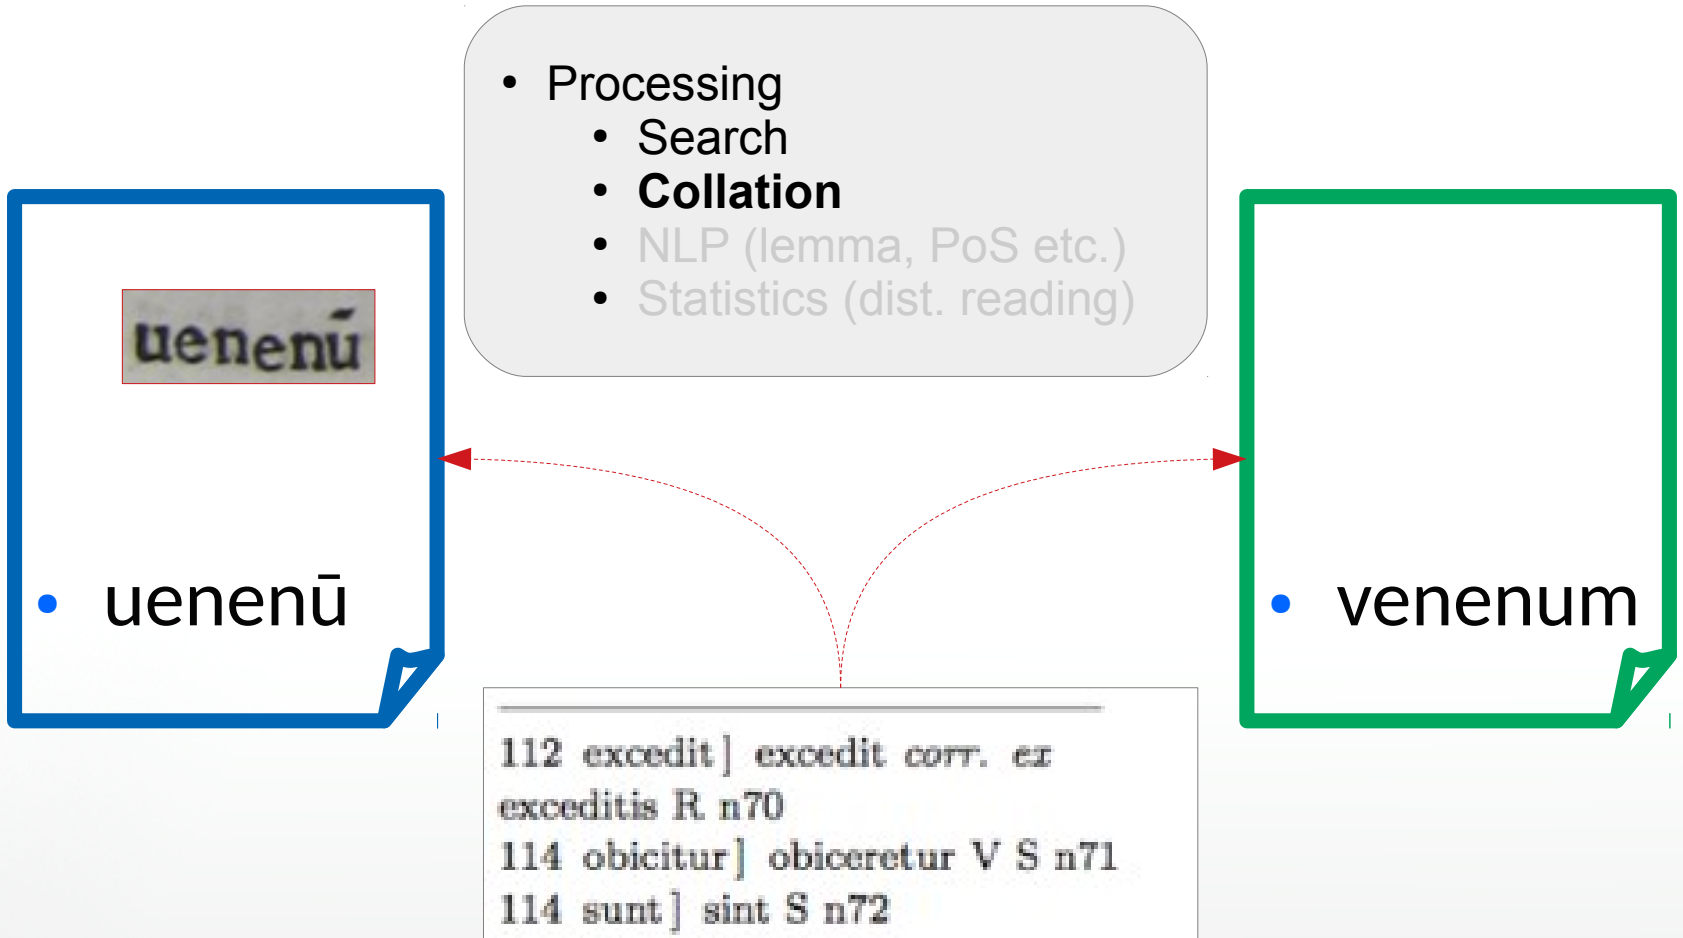 • Processing
• Search
• Collation
• NLP (lemma, PoS etc.)
• Statistics (dist. reading)
uenenú
• uenenū
• venenum
112 excedit] excedit corr. ex
exceditis R n70
114 obicitur] obiceretur V S n71
114 sunt] sint S n72